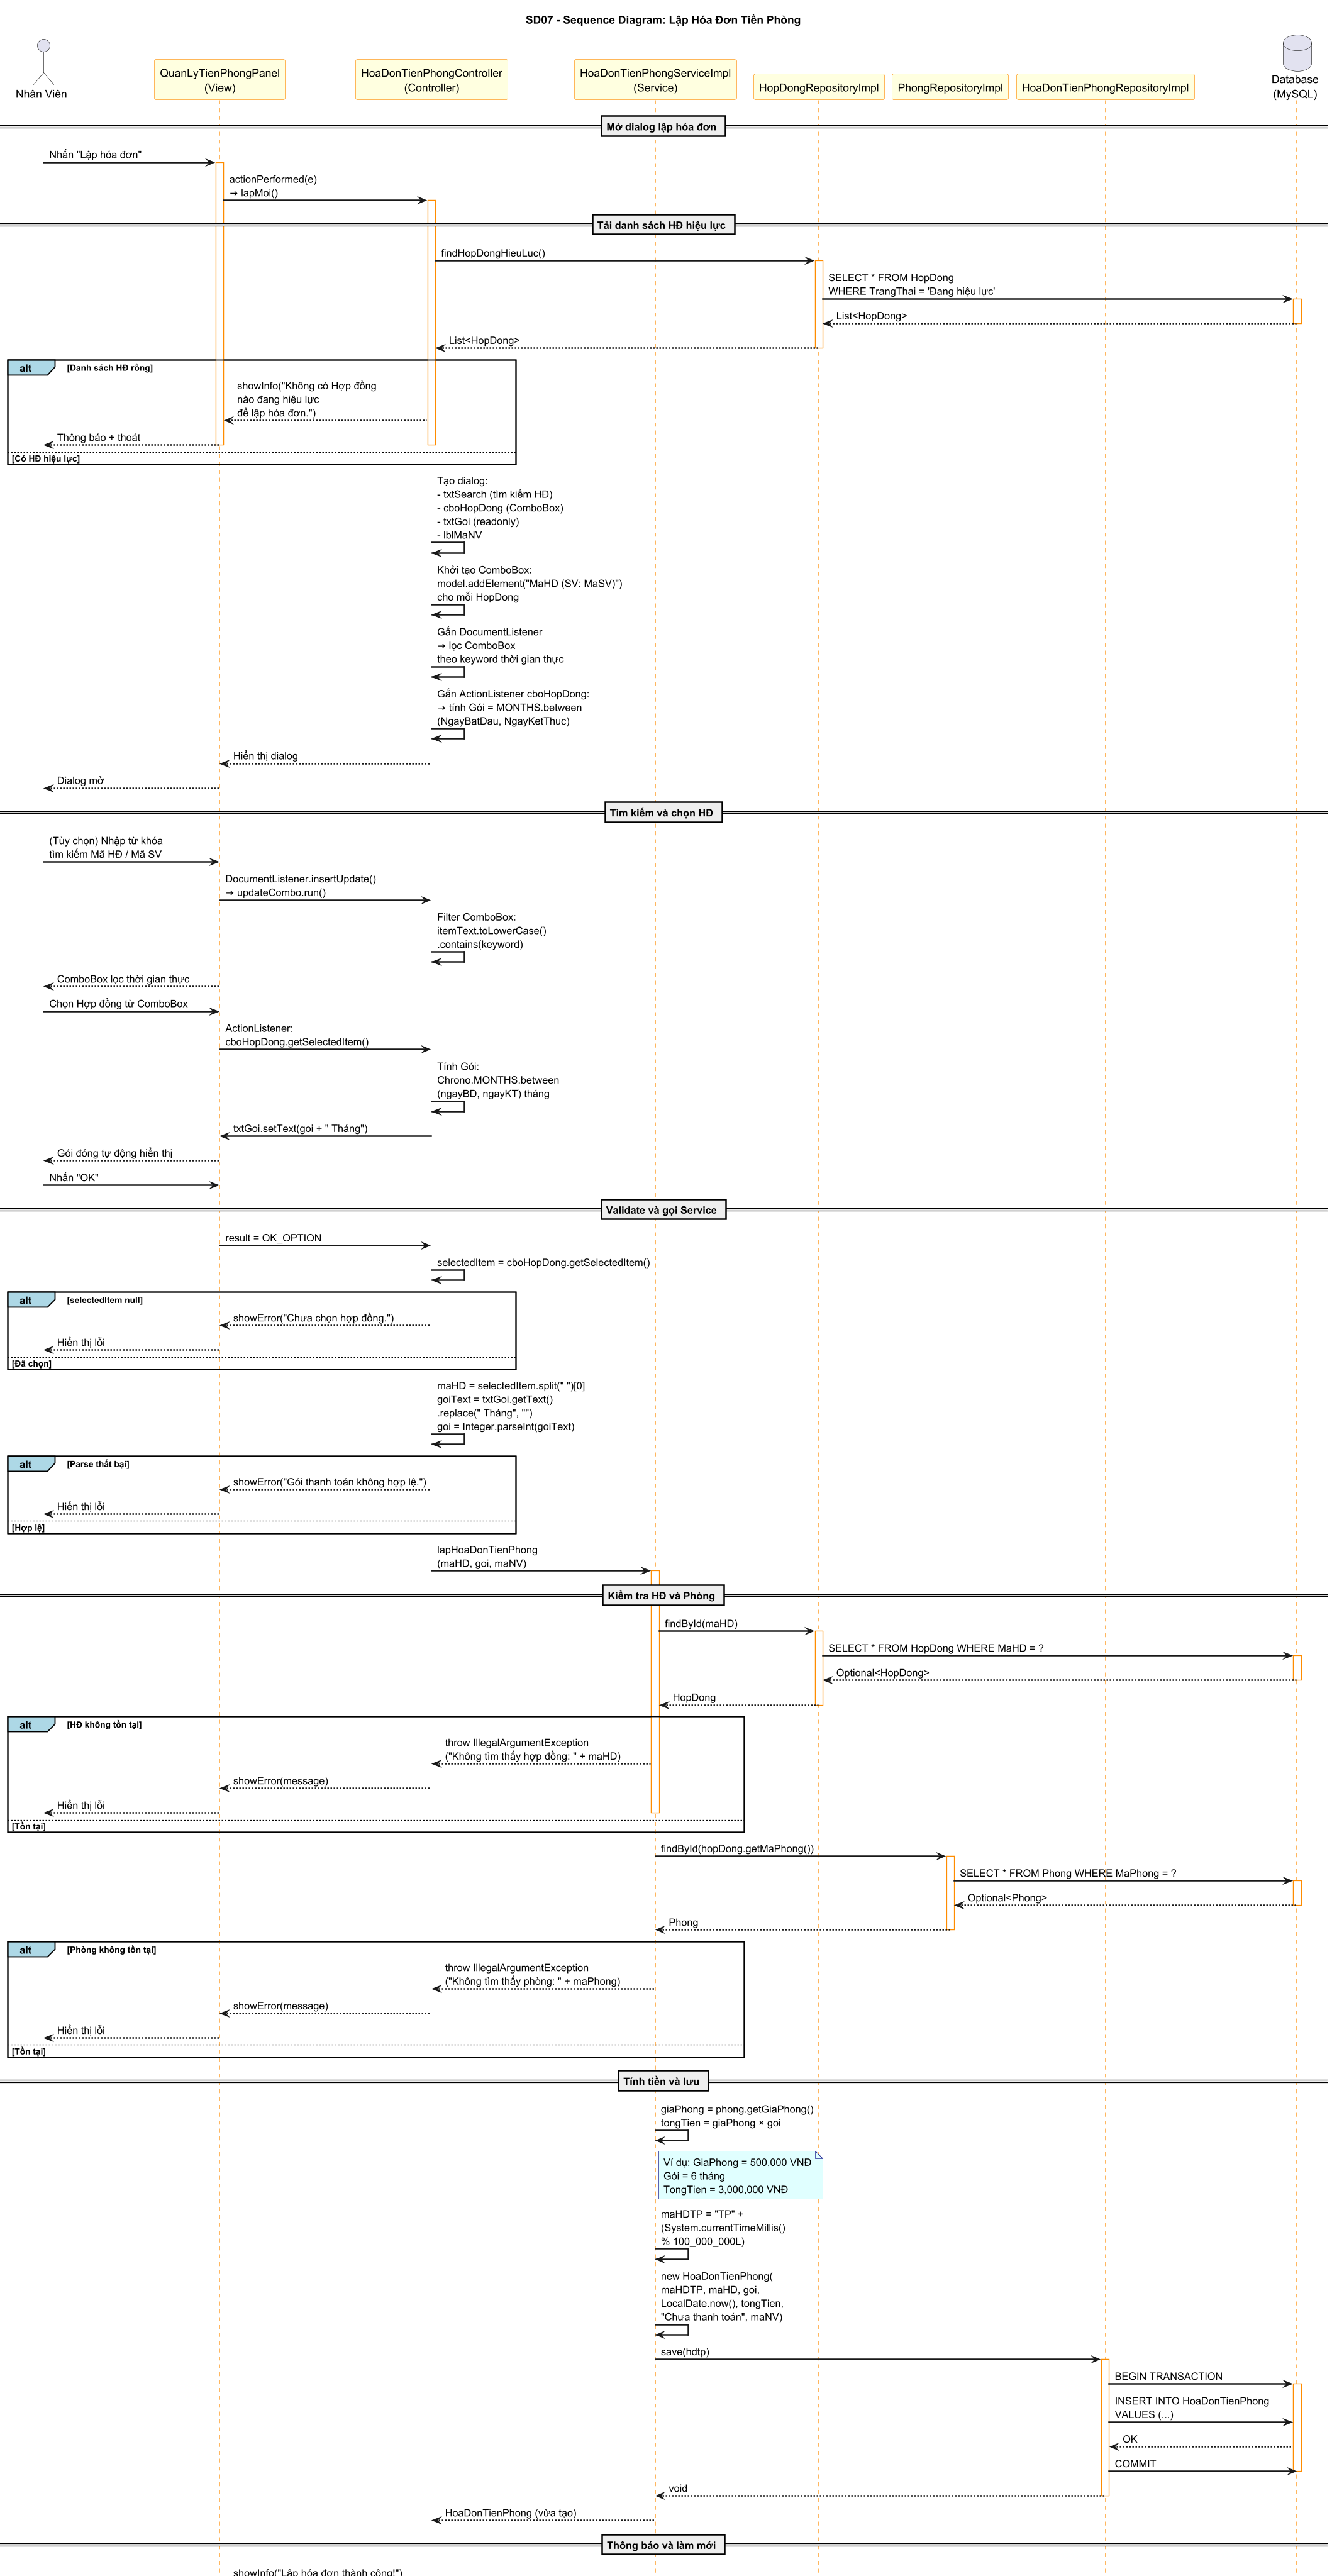 SD07 - Sequence Diagram: Lập Hóa Đơn Tiền Phòng
Nhân Viên
QuanLyTienPhongPanel
(View)
HoaDonTienPhongController
(Controller)
HoaDonTienPhongServiceImpl
(Service)
HopDongRepositoryImpl
PhongRepositoryImpl
HoaDonTienPhongRepositoryImpl
Database
(MySQL)
Mở dialog lập hóa đơn
Nhấn "Lập hóa đơn"
actionPerformed(e)
→ lapMoi()
Tải danh sách HĐ hiệu lực
findHopDongHieuLuc()
SELECT * FROM HopDong
WHERE TrangThai = 'Đang hiệu lực'
List<HopDong>
List<HopDong>
alt [Danh sách HĐ rỗng]
showInfo("Không có Hợp đồng
nào đang hiệu lực
để lập hóa đơn.")
Thông báo + thoát
[Có HĐ hiệu lực]
Tạo dialog:
- txtSearch (tìm kiếm HĐ)
- cboHopDong (ComboBox)
- txtGoi (readonly)
- lblMaNV
Khởi tạo ComboBox:
model.addElement("MaHD (SV: MaSV)")
cho mỗi HopDong
Gắn DocumentListener
→ lọc ComboBox
theo keyword thời gian thực
Gắn ActionListener cboHopDong:
→ tính Gói = MONTHS.between
(NgayBatDau, NgayKetThuc)
Hiển thị dialog
Dialog mở
Tìm kiếm và chọn HĐ
(Tùy chọn) Nhập từ khóa
tìm kiếm Mã HĐ / Mã SV
DocumentListener.insertUpdate()
→ updateCombo.run()
Filter ComboBox:
itemText.toLowerCase()
.contains(keyword)
ComboBox lọc thời gian thực
Chọn Hợp đồng từ ComboBox
ActionListener:
cboHopDong.getSelectedItem()
Tính Gói:
Chrono.MONTHS.between
(ngayBD, ngayKT) tháng
txtGoi.setText(goi + " Tháng")
Gói đóng tự động hiển thị
Nhấn "OK"
Validate và gọi Service
result = OK_OPTION
selectedItem = cboHopDong.getSelectedItem()
alt [selectedItem null]
showError("Chưa chọn hợp đồng.")
Hiển thị lỗi
[Đã chọn]
maHD = selectedItem.split(" ")[0]
goiText = txtGoi.getText()
.replace(" Tháng", "")
goi = Integer.parseInt(goiText)
alt [Parse thất bại]
showError("Gói thanh toán không hợp lệ.")
Hiển thị lỗi
[Hợp lệ]
lapHoaDonTienPhong
(maHD, goi, maNV)
Kiểm tra HĐ và Phòng
findById(maHD)
SELECT * FROM HopDong WHERE MaHD = ?
Optional<HopDong>
HopDong
alt [HĐ không tồn tại]
throw IllegalArgumentException
("Không tìm thấy hợp đồng: " + maHD)
showError(message)
Hiển thị lỗi
[Tồn tại]
findById(hopDong.getMaPhong())
SELECT * FROM Phong WHERE MaPhong = ?
Optional<Phong>
Phong
alt [Phòng không tồn tại]
throw IllegalArgumentException
("Không tìm thấy phòng: " + maPhong)
showError(message)
Hiển thị lỗi
[Tồn tại]
Tính tiền và lưu
giaPhong = phong.getGiaPhong()
tongTien = giaPhong × goi
Ví dụ: GiaPhong = 500,000 VNĐ
Gói = 6 tháng
TongTien = 3,000,000 VNĐ
maHDTP = "TP" +
(System.currentTimeMillis()
% 100_000_000L)
new HoaDonTienPhong(
maHDTP, maHD, goi,
LocalDate.now(), tongTien,
"Chưa thanh toán", maNV)
save(hdtp)
BEGIN TRANSACTION
INSERT INTO HoaDonTienPhong
VALUES (...)
OK
COMMIT
void
HoaDonTienPhong (vừa tạo)
Thông báo và làm mới
showInfo("Lập hóa đơn thành công!")